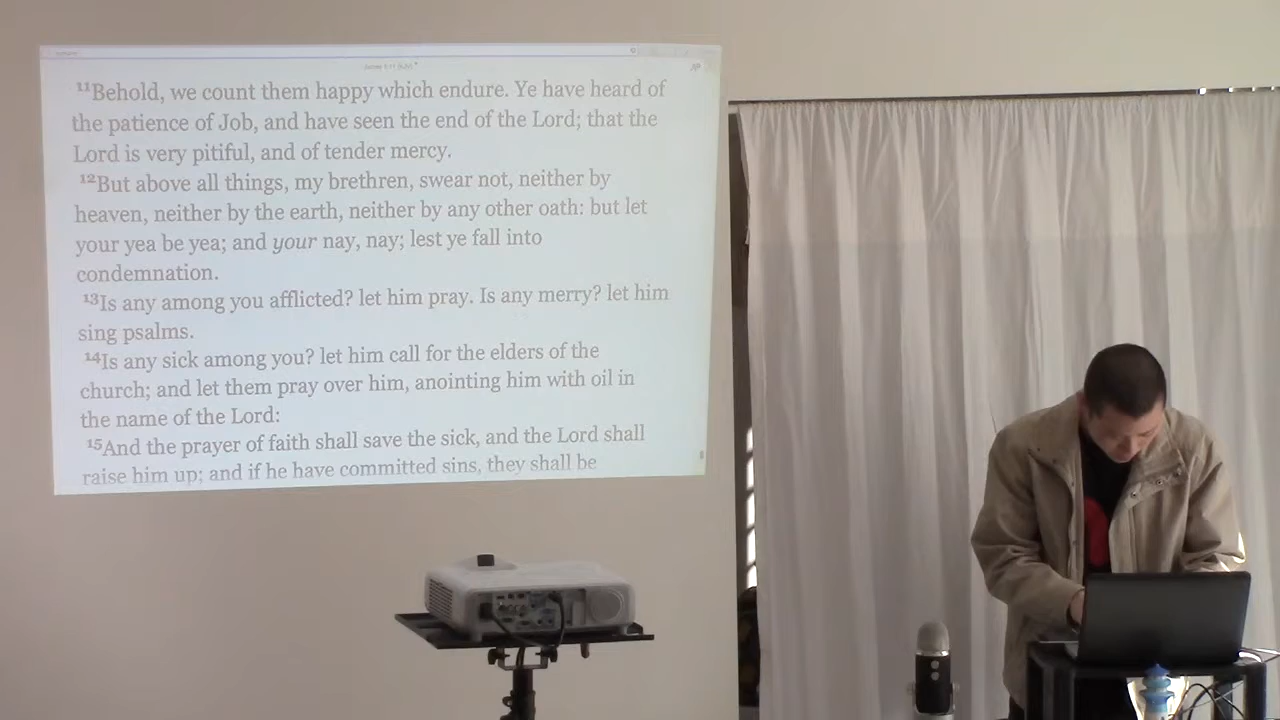 ¹¹Behold, we count them happy which endure. Ye have heard of
the patience of Job, and have seen the end of the Lord; that the
Lord is very pitiful, and of tender mercy.
¹²But above all things, my brethren, swear not, neither by
heaven, neither by the earth, neither by any other oath: but let
your yea be yea; and your nay, nay; lest ye fall into
condemnation.
¹³Is any among you afflicted? let him pray. Is any merry? let him
sing psalms.
¹⁴Is any sick among you? let him call for the elders of the
church; and let them pray over him, anointing him with oil in
the name of the Lord:
¹⁵And the prayer of faith shall save the sick, and the Lord shall
raise him up; and if he have committed sins, they shall be